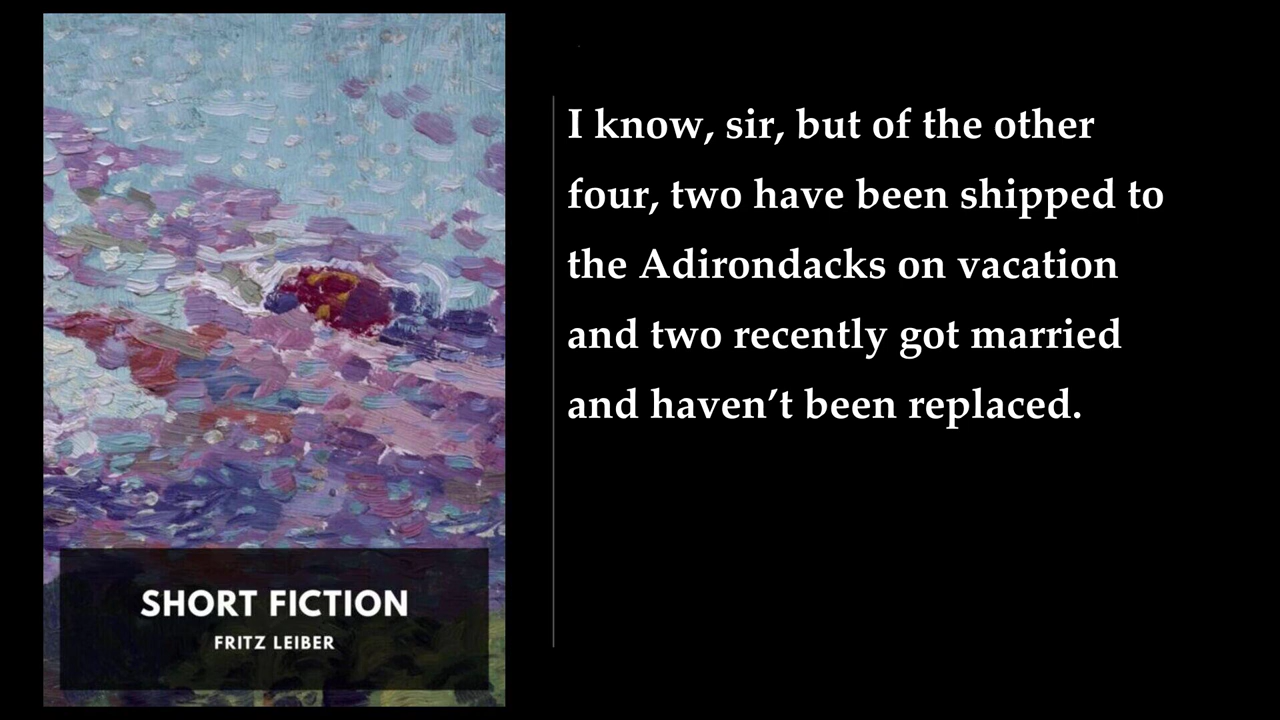 I know, sir, but of the other
four, two have been shipped to
the Adirondacks on vacation
and two recently got married
and haven’t been replaced.
SHORT FICTION
FRITZ LEIBER